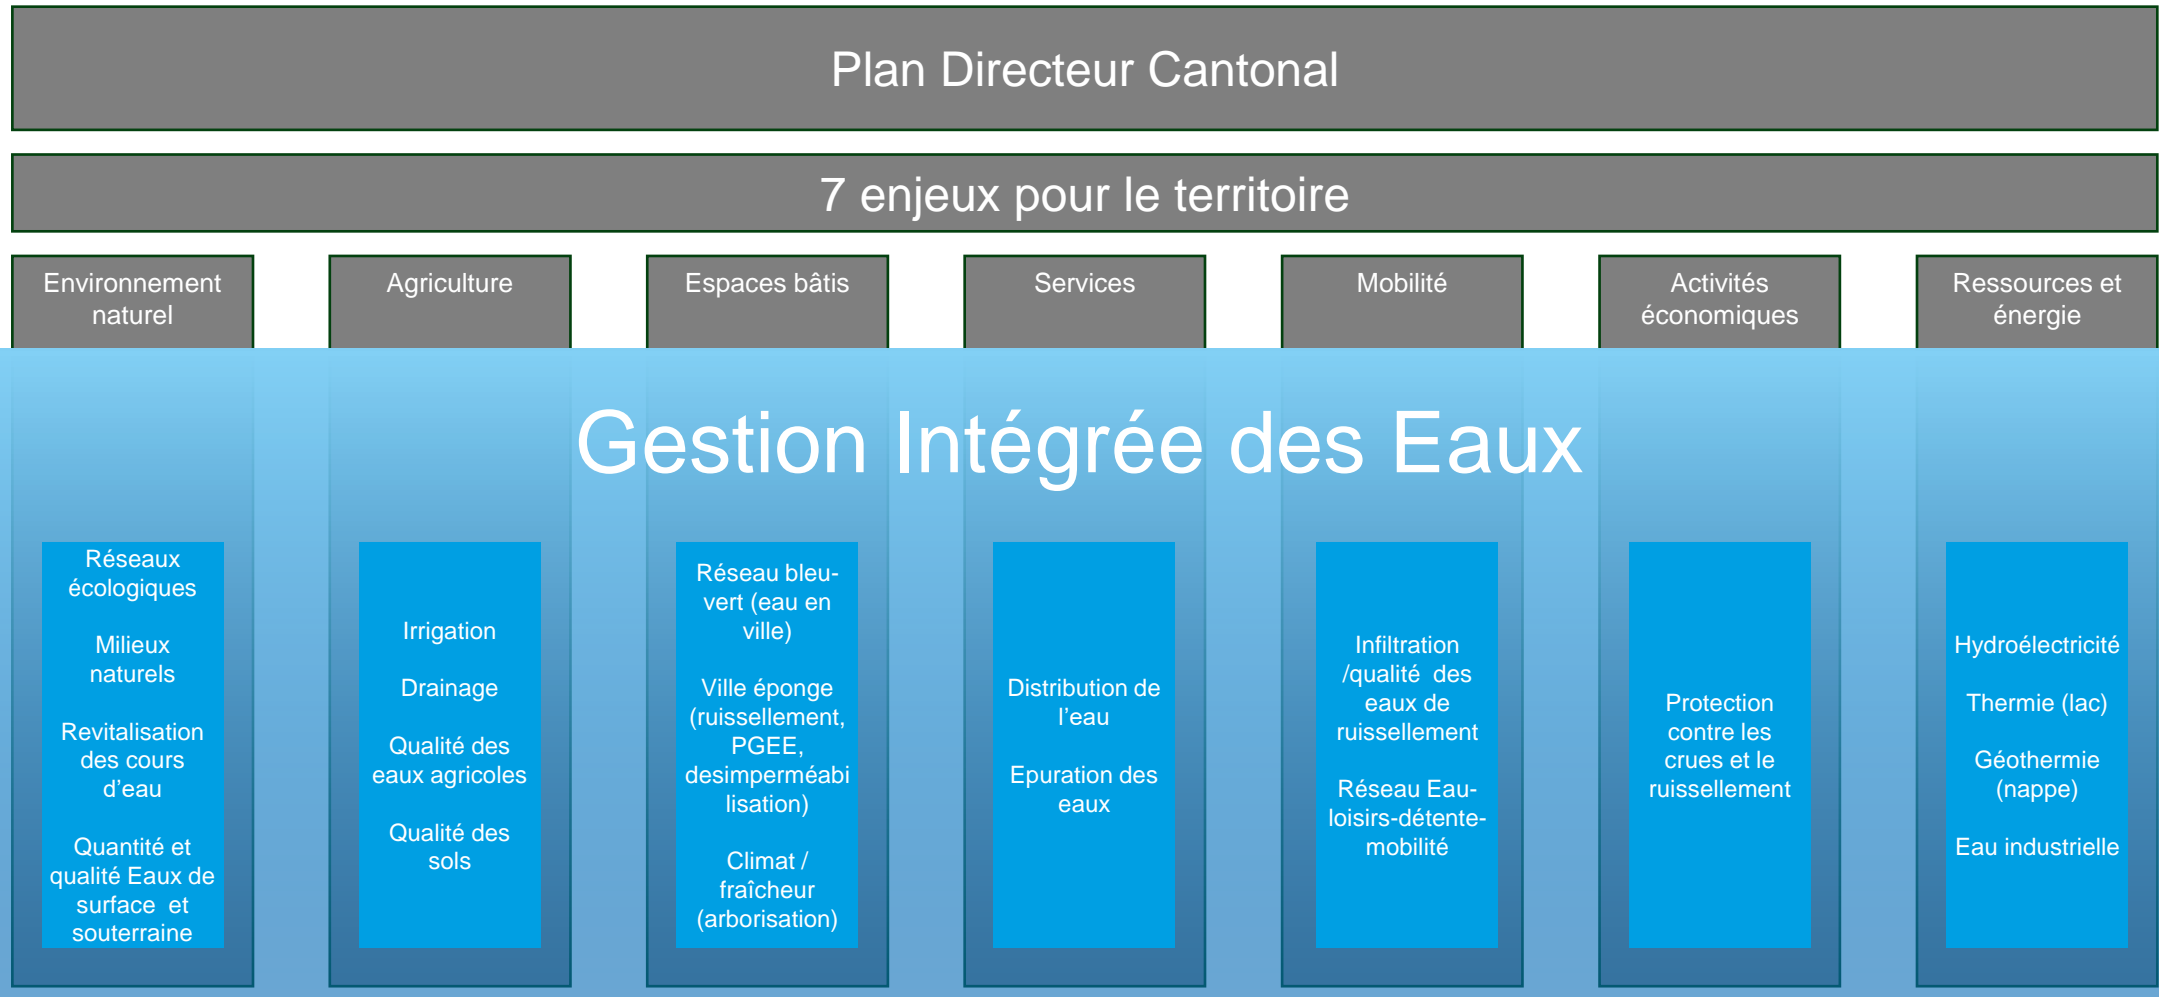 Plan Directeur Cantonal
7 enjeux pour le territoire
Environnement
naturel
Agriculture
Espaces bâtis
Services
Mobilité
Activités
économiques
Ressources et
énergie
Gestion Intégrée des Eaux
Réseaux
écologiques
Milieux
naturels
Revitalisation
des cours
d’eau
Quantité et
qualité Eaux de
surface et
souterraine
Irrigation
Drainage
Qualité des
eaux agricoles
Qualité des
sols
Réseau bleu-
vert (eau en
ville)
Ville éponge
(ruissellement,
PGEE,
desimperméabi
lisation)
Climat /
fraîcheur
(arborisation)
Distribution de
l’eau
Epuration des
eaux
Infiltration
/qualité des
eaux de
ruissellement
Réseau Eau-
loisirs-détente-
mobilité
Protection
contre les
crues et le
ruissellement
Hydroélectricité
Thermie (lac)
Géothermie
(nappe)
Eau industrielle